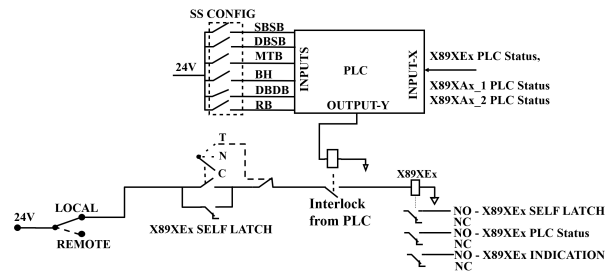 SS CONFIG
SBSB
DBSB
MTB
BH
DBDB
RB
24V
INPUTS
PLC
INPUT-X
OUTPUT-Y
X89XEx PLC Status,
X89XAx_1 PLC Status
X89XAx_2 PLC Status
T
N
C
X89XEx
Interlock
from PLC
LOCAL
24V
REMOTE
X89XEx SELF LATCH
NO - X89XEx SELF LATCH
NC
NO - X89XEx PLC Status
NC
NO - X89XEx INDICATION
NC